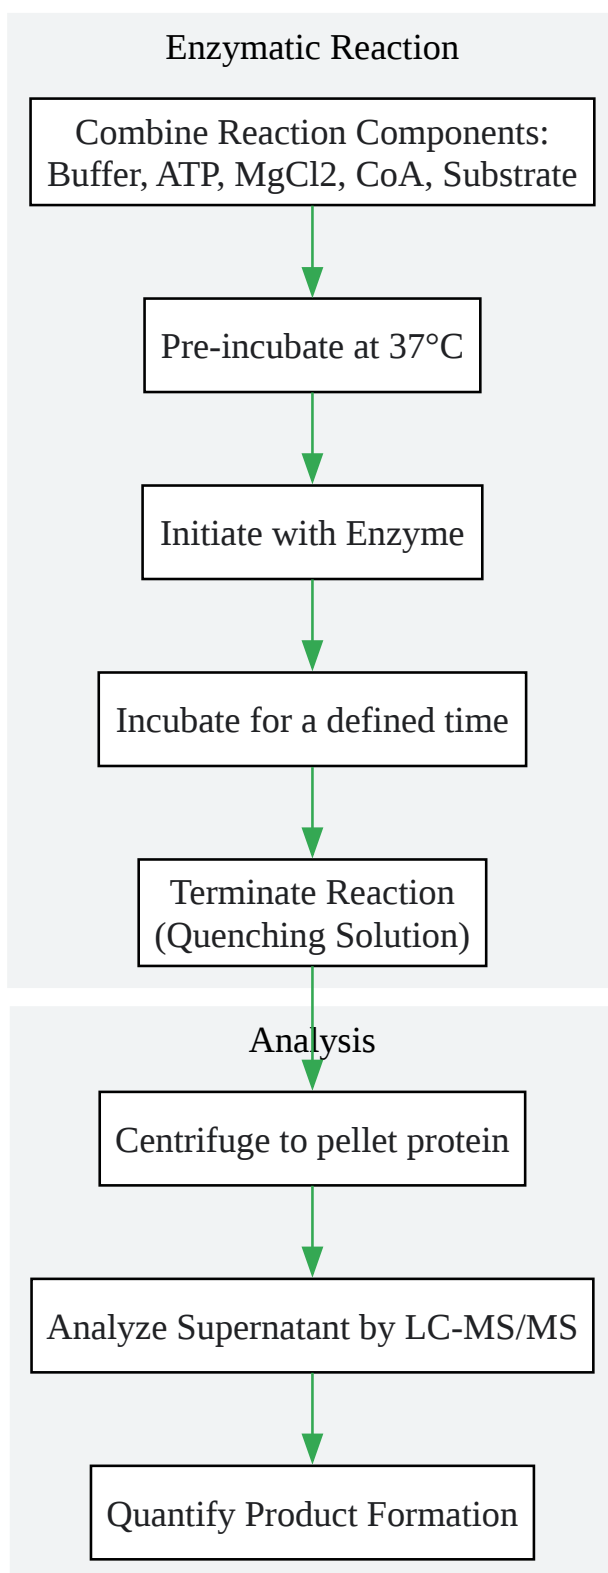 Enzymatic Reaction
Combine Reaction Components:
Buffer, ATP, MgCl2, CoA, Substrate
Pre-incubate at 37°C
Initiate with Enzyme
Incubate for a defined time
Terminate Reaction
(Quenching Solution)
Analysis
Centrifuge to pellet protein
Analyze Supernatant by LC-MS/MS
Quantify Product Formation